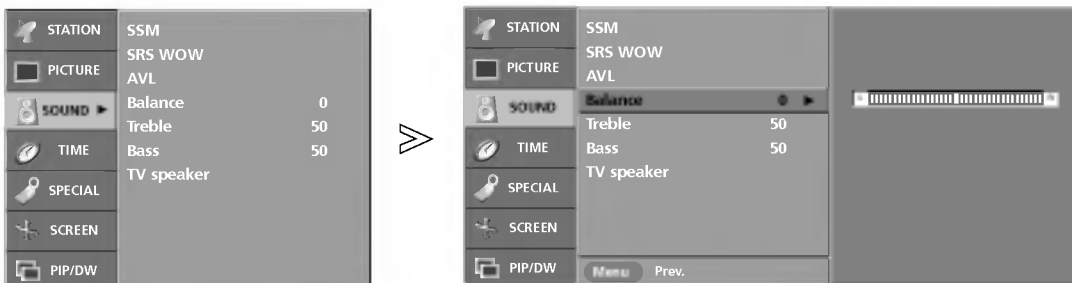 STATION
PICTURE
SOUND ►
TIME
SPECIAL
SCREEN
PIP/DW
SSM
SRS WOW
AVL
Balance 0
Treble 50
Bass 50
TV speaker
STATION
PICTURE
SOUND
TIME
SPECIAL
SCREEN
PIP/DW
SSM
SRS WOW
AVL
Balance 0 ►
Treble 50
Bass 50
TV speaker
Menu Prev.